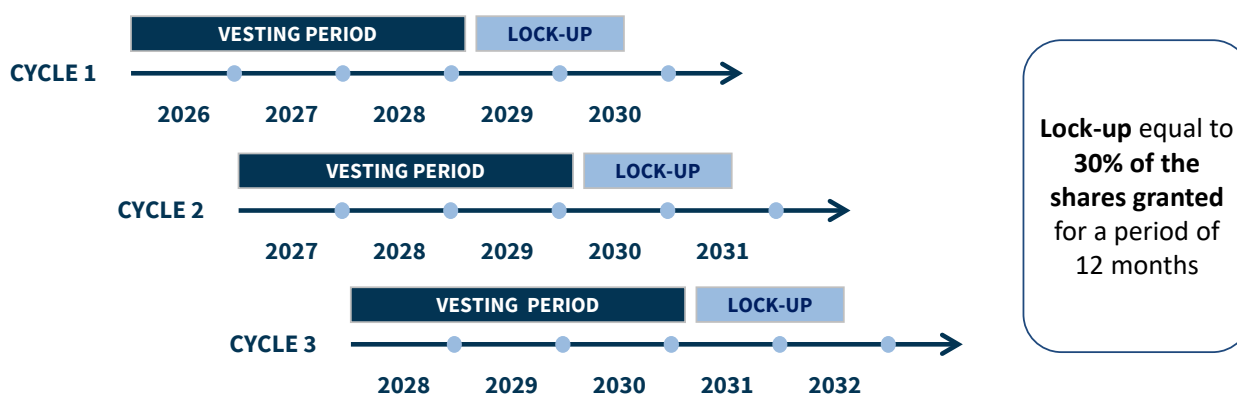 VESTING PERIOD LOCK-UP
CYCLE 1
2026 2027 2028 2029 2030
VESTING PERIOD LOCK-UP
CYCLE 2
2027 2028 2029 2030 2031
VESTING PERIOD LOCK-UP
CYCLE 3
2028 2029 2030 2031 2032
Lock-up equal to
30% of the
shares granted
for a period of
12 months